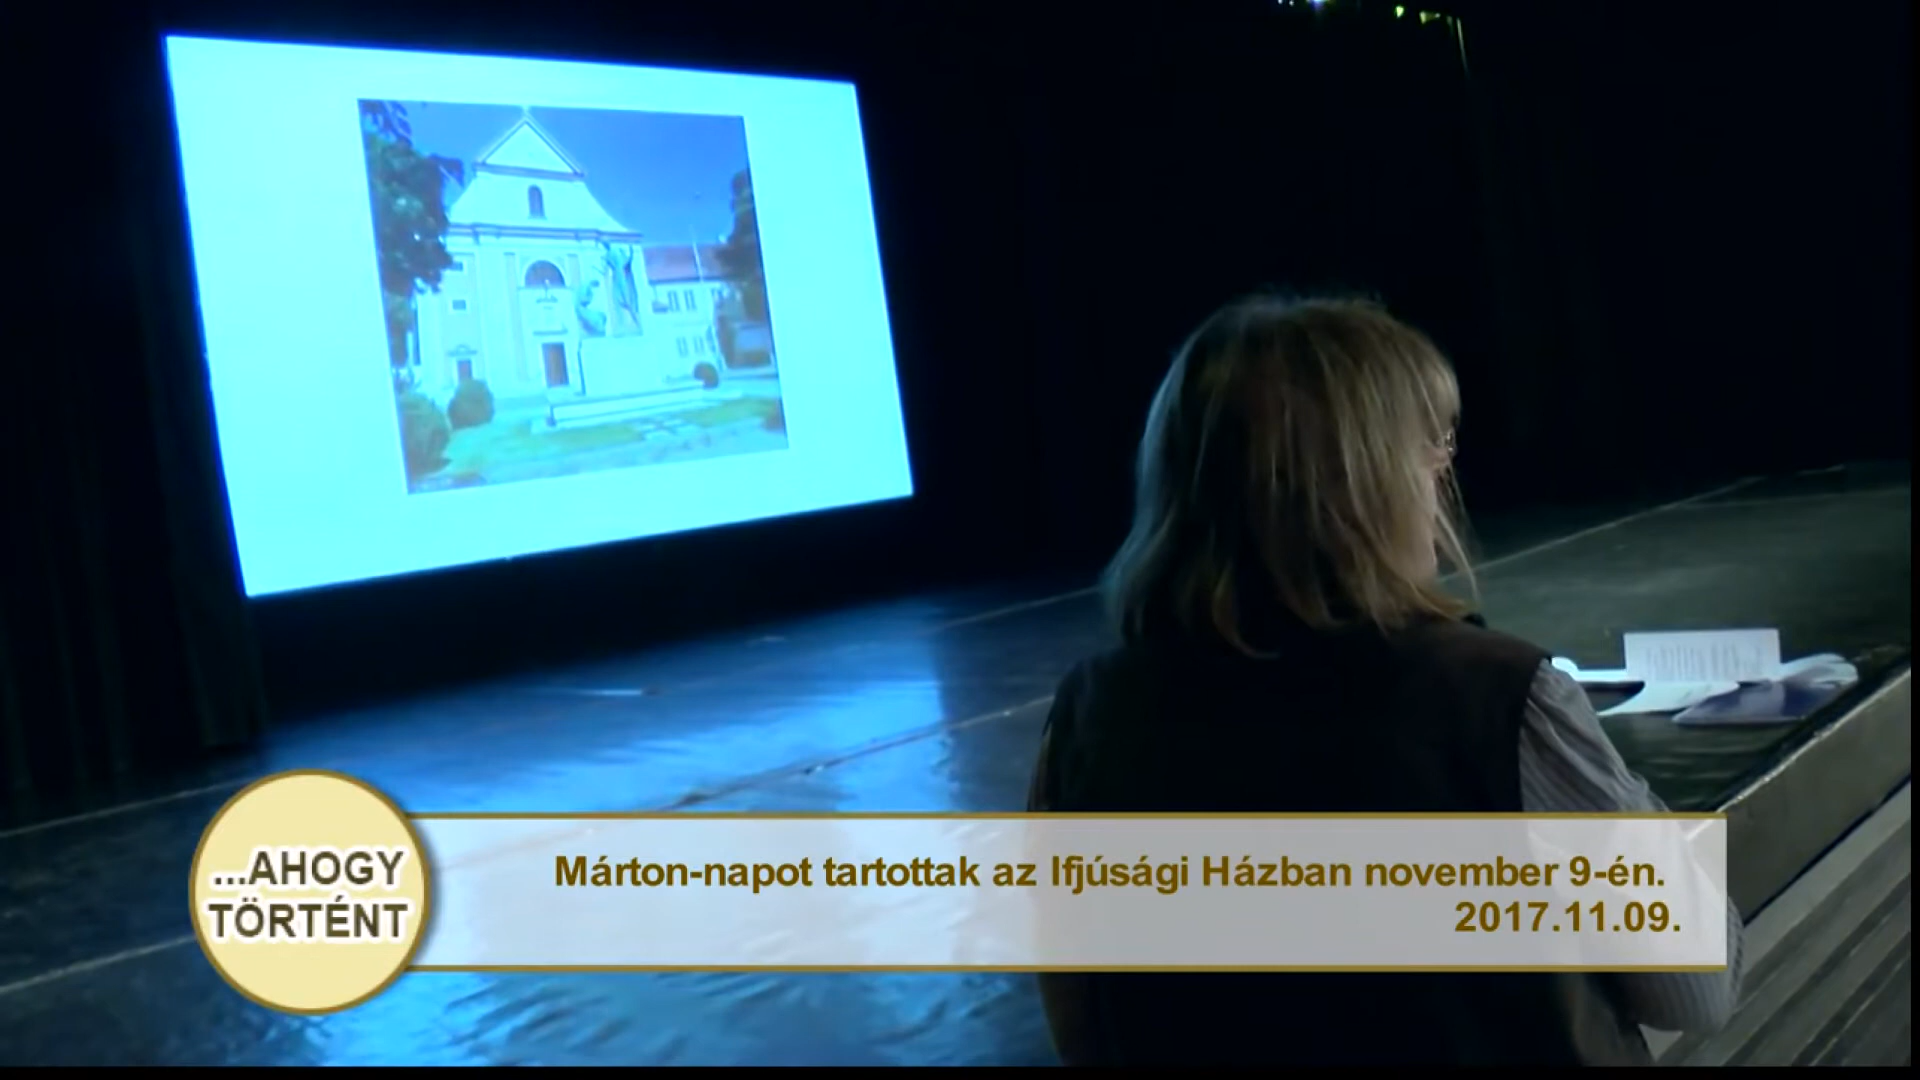 ...AHOGY
TÖRTÉNT
Márton-napot tartottak az Ifjúsági Házban november 9-én.
2017.11.09.